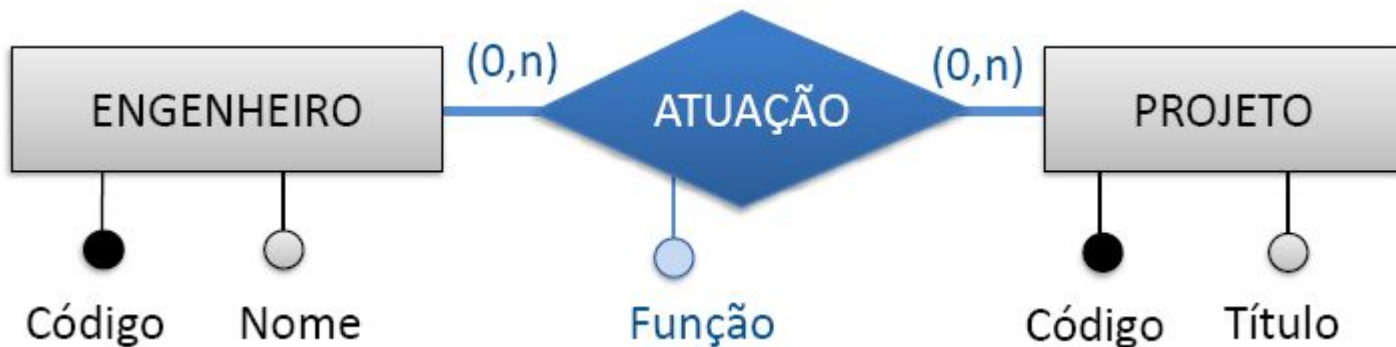 ENGENHEIRO
(0,n)
ATUAÇÃO
(0,n)
PROJETO
Código
Nome
Função
Código
Título